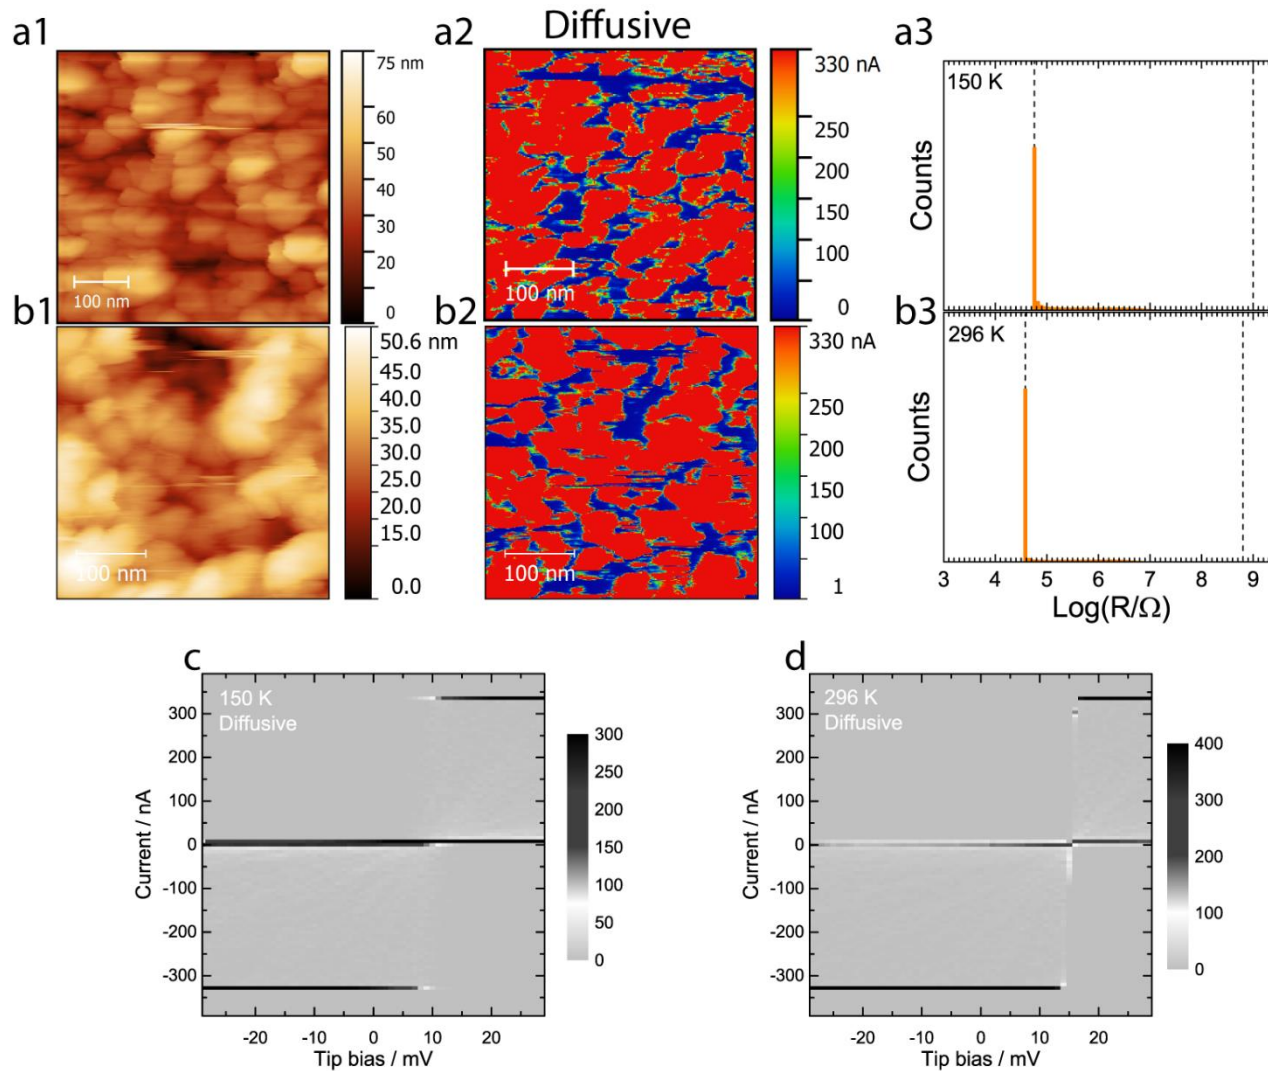 a1
75 nm
60
50
40
30
20
10
0
100 nm
a2
Diffusive
330 nA
250
200
150
100
0
100 nm
a3
150 K
Counts
b1
50.6 nm
45.0
40.0
35.0
30.0
25.0
20.0
15.0
0.0
100 nm
b2
330 nA
250
200
150
100
1
100 nm
b3
296 K
Counts
3 4 5 6 7 8 9
Log(R/Ω)
c
150 K
Diffusive
Current / nA
300
200
100
0
-100
-200
-300
-20 -10 0 10 20
Tip bias / mV
300
250
200
150
100
50
0
d
296 K
Diffusive
Current / nA
300
200
100
0
-100
-200
-300
-20 -10 0 10 20
Tip bias / mV
400
300
200
100
0